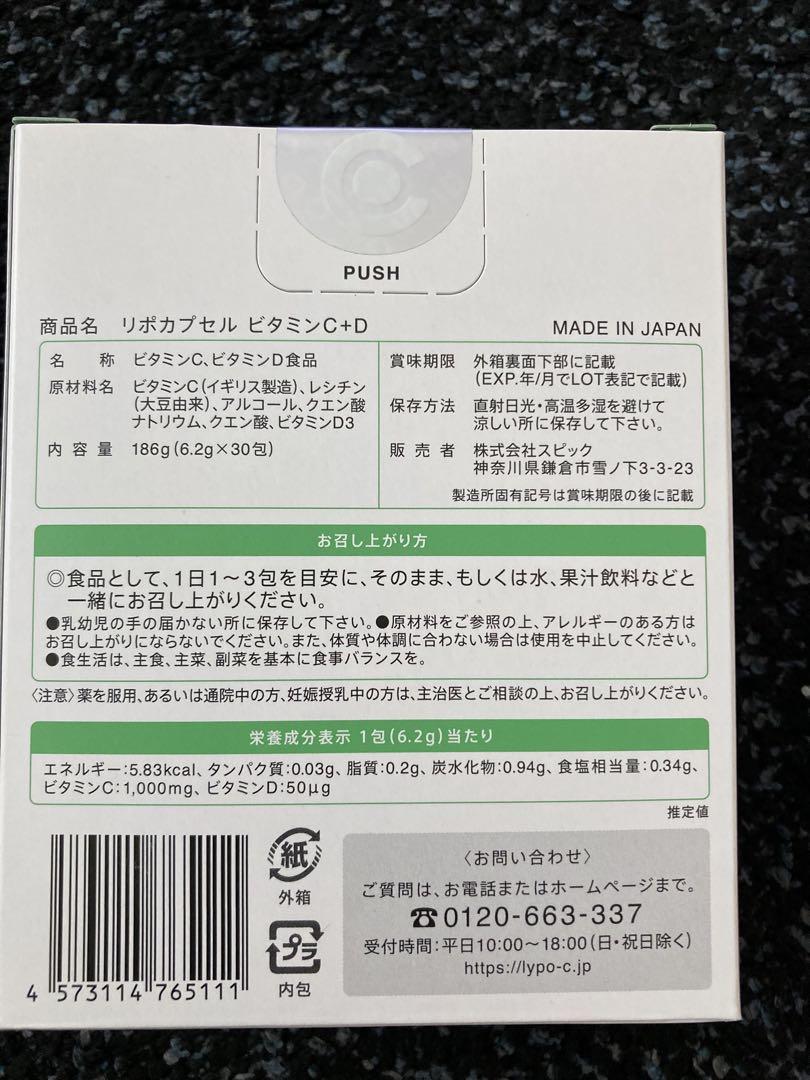 PUSH
商品名 リポカプセル ビタミンC+D
MADE IN JAPAN
名称 ビタミンC、ビタミンD食品
原材料名 ビタミンC(イギリス製造)、レシチン
(大豆由来)、アルコール、クエン酸
ナトリウム、クエン酸、ビタミンD3
内容量 186g(6.2g×30包)
賞味期限 外箱裏面下部に記載
(EXP.年/月でLOT表記で記載)
保存方法 直射日光・高温多湿を避けて
涼しい所に保存して下さい。
販売者 株式会社スピック
神奈川県鎌倉市雪ノ下3-3-23
製造所固有記号は賞味期限の後に記載
お召し上がり方
◎食品として、1日1〜3包を目安に、そのまま、もしくは水、果汁飲料などと
一緒にお召し上がりください。
●乳幼児の手の届かない所に保存して下さい。●原材料をご参照の上、アレルギーのある方は
お召し上がりにならないでください。また、体質や体調に合わない場合は使用を中止してください。
●食生活は、主食、主菜、副菜を基本に食事バランスを。
〈注意〉薬を服用、あるいは通院中の方、妊娠授乳中の方は、主治医とご相談の上、お召し上がりください。
栄養成分表示 1包(6.2g)当たり
エネルギー:5.83kcal、タンパク質:0.03g、脂質:0.2g、炭水化物:0.94g、食塩相当量:0.34g、
ビタミンC:1,000mg、ビタミンD:50μg
推定値
4 573114 765111
紙
外箱
プラ
内包
〈お問い合わせ〉
ご質問は、お電話またはホームページまで。
☎0120-663-337
受付時間:平日10:00〜18:00(日・祝日除く)
https://lypo-c.jp